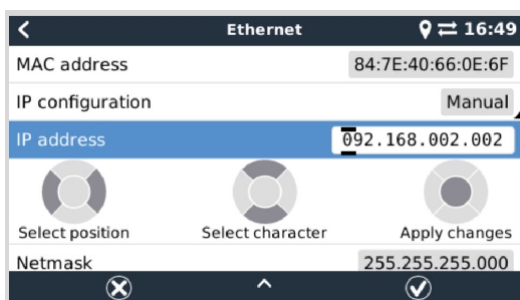 Ethernet 16:49
MAC address 84:7E:40:66:0E:6F
IP configuration Manual
IP address 092.168.002.002
Select position Select character Apply changes
Netmask 255.255.255.000